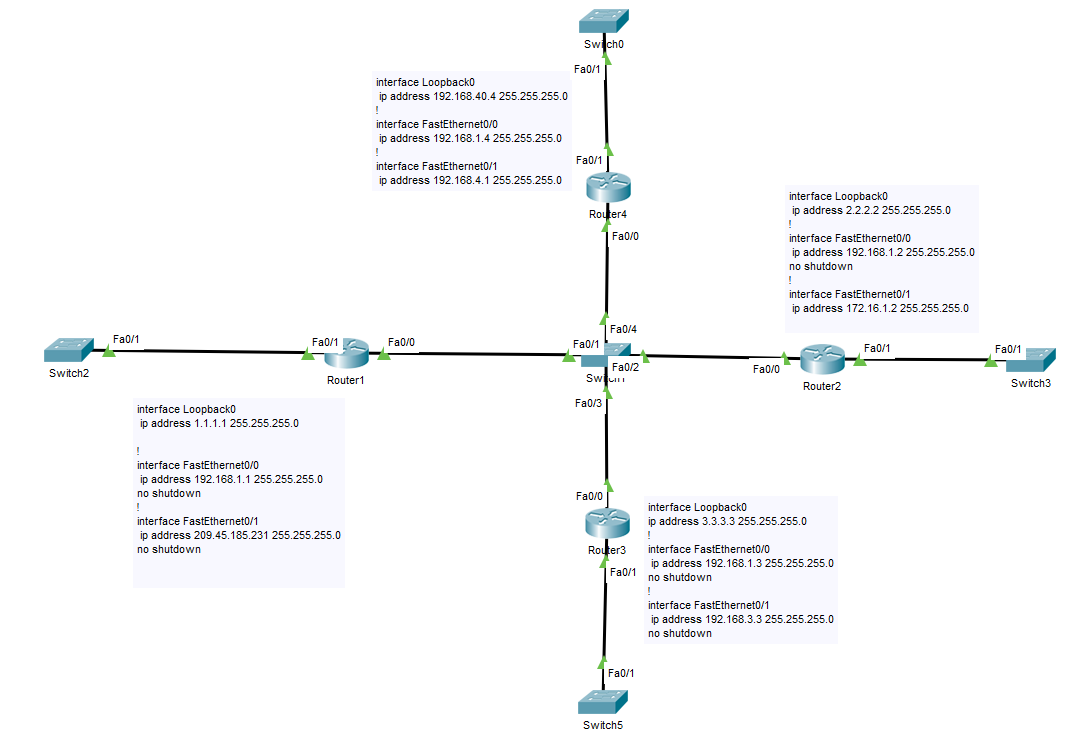 Switch0
Fa0/1
interface Loopback0
ip address 192.168.40.4 255.255.255.0
!
interface FastEthernet0/0
ip address 192.168.1.4 255.255.255.0
!
interface FastEthernet0/1
ip address 192.168.4.1 255.255.255.0
Fa0/1
Router4
Fa0/0
interface Loopback0
ip address 2.2.2.2 255.255.255.0
!
interface FastEthernet0/0
ip address 192.168.1.2 255.255.255.0
no shutdown
!
interface FastEthernet0/1
ip address 172.16.1.2 255.255.255.0
Fa0/4
Fa0/1
Switch2
Fa0/1
Fa0/0
Router1
Fa0/1
Fa0/2
Switch1
Fa0/3
Fa0/0
Fa0/1
Router2
Fa0/1
Switch3
interface Loopback0
ip address 1.1.1.1 255.255.255.0
!
interface FastEthernet0/0
ip address 192.168.1.1 255.255.255.0
no shutdown
!
interface FastEthernet0/1
ip address 209.45.185.231 255.255.255.0
no shutdown
Fa0/0
Router3
Fa0/1
interface Loopback0
ip address 3.3.3.3 255.255.255.0
!
interface FastEthernet0/0
ip address 192.168.1.3 255.255.255.0
no shutdown
!
interface FastEthernet0/1
ip address 192.168.3.3 255.255.255.0
no shutdown
Fa0/1
Switch5